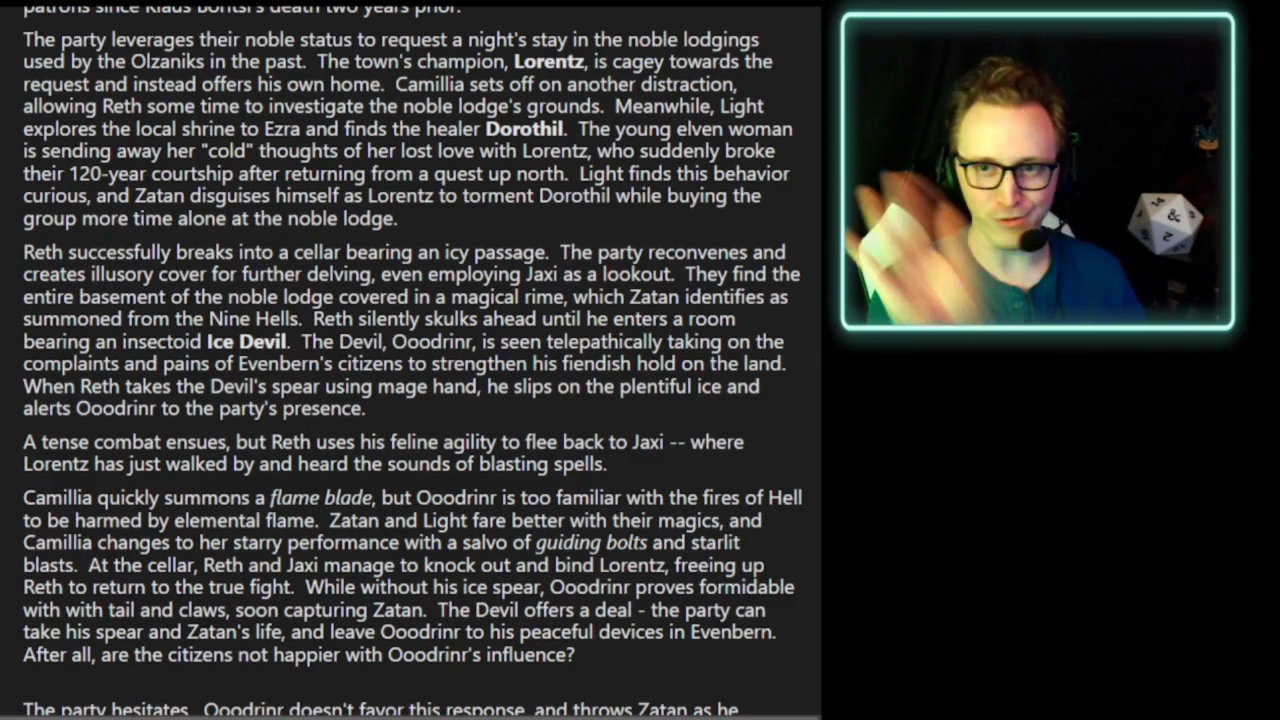 patrons since Klaus Boritsi's death two years prior.
The party leverages their noble status to request a night's stay in the noble lodgings
used by the Olzaniks in the past. The town's champion, Lorentz, is cagey towards the
request and instead offers his own home. Camillia sets off on another distraction,
allowing Reth some time to investigate the noble lodge's grounds. Meanwhile, Light
explores the local shrine to Ezra and finds the healer Dorothil. The young elven woman
is sending away her "cold" thoughts of her lost love with Lorentz, who suddenly broke
their 120-year courtship after returning from a quest up north. Light finds this behavior
curious, and Zatan disguises himself as Lorentz to torment Dorothil while buying the
group more time alone at the noble lodge.
Reth successfully breaks into a cellar bearing an icy passage. The party reconvenes and
creates illusory cover for further delving, even employing Jaxi as a lookout. They find the
entire basement of the noble lodge covered in a magical rime, which Zatan identifies as
summoned from the Nine Hells. Reth silently skulks ahead until he enters a room
bearing an insectoid Ice Devil. The Devil, Ooodrinr, is seen telepathically taking on the
complaints and pains of Evenbern's citizens to strengthen his fiendish hold on the land.
When Reth takes the Devil's spear using mage hand, he slips on the plentiful ice and
alerts Ooodrinr to the party's presence.
A tense combat ensues, but Reth uses his feline agility to flee back to Jaxi -- where
Lorentz has just walked by and heard the sounds of blasting spells.
Camillia quickly summons a flame blade, but Ooodrinr is too familiar with the fires of Hell
to be harmed by elemental flame. Zatan and Light fare better with their magics, and
Camillia changes to her starry performance with a salvo of guiding bolts and starlit
blasts. At the cellar, Reth and Jaxi manage to knock out and bind Lorentz, freeing up
Reth to return to the true fight. While without his ice spear, Ooodrinr proves formidable
with with tail and claws, soon capturing Zatan. The Devil offers a deal - the party can
take his spear and Zatan's life, and leave Ooodrinr to his peaceful devices in Evenbern.
After all, are the citizens not happier with Ooodrinr's influence?
The party hesitates. Ooodrinr doesn't favor this response, and throws Zatan as he
14
2